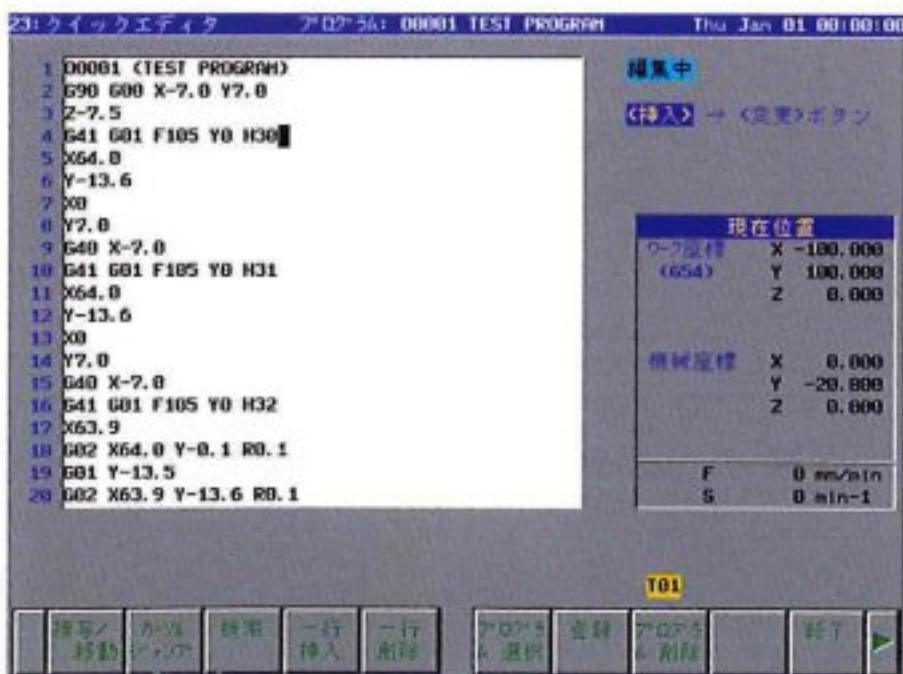 23: クイックエディタ プログラム: O0001 TEST PROGRAM Thu Jan 01 00:00:00
1 O0001 (TEST PROGRAM)
2 G90 G00 X-7.0 Y7.0
3 Z-7.5
4 G41 G01 F105 Y0 H30
5 X64.0
6 Y-13.6
7 X0
8 Y7.0
9 G40 X-7.0
10 G41 G01 F105 Y0 H31
11 X64.0
12 Y-13.6
13 X0
14 Y7.0
15 G40 X-7.0
16 G41 G01 F105 Y0 H32
17 X63.9
18 G02 X64.0 Y-0.1 R0.1
19 G01 Y-13.5
20 G02 X63.9 Y-13.6 R0.1
編集中
<挿入> → <変更>ボタン
現在位置
ワーク座標 X -100.000
(G54) Y 100.000
Z 0.000
機械座標 X 0.000
Y -20.800
Z 0.000
F 0 mm/min
S 0 min-1
T01
複写/移動
カーソルジャンプ
検索
一行挿入
一行削除
プログラム 選択
登録
プログラム 削除
終了